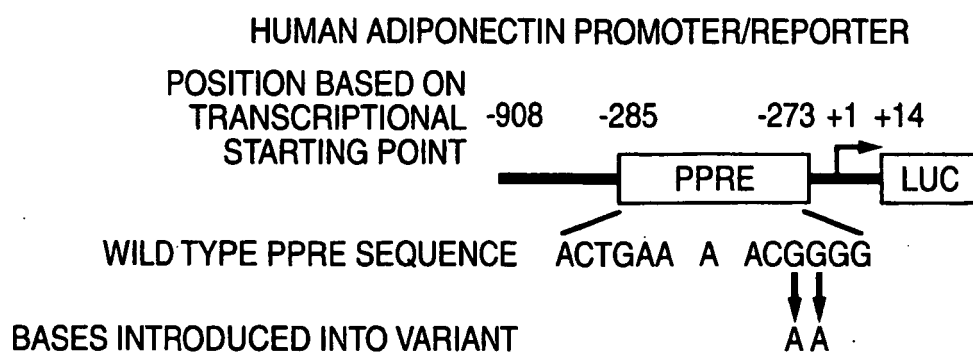 HUMAN ADIPONECTIN PROMOTER/REPORTER
POSITION BASED ON
TRANSCRIPTIONAL
STARTING POINT
-908 -285 -273 +1 +14
PPRE LUC
WILD TYPE PPRE SEQUENCE ACTGAA A ACGGGG
BASES INTRODUCED INTO VARIANT AA